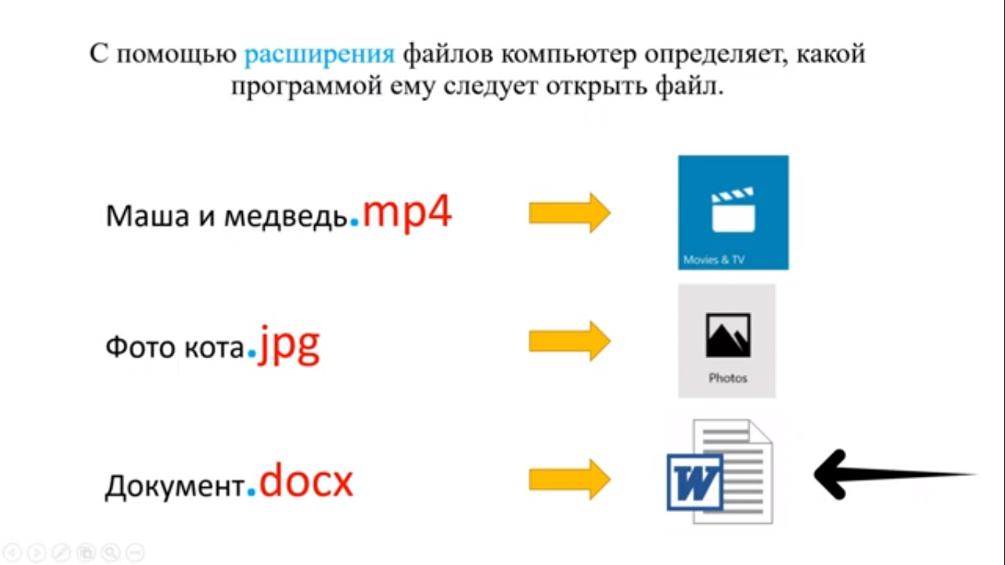 С помощью расширения файлов компьютер определяет, какой
программой ему следует открыть файл.
Маша и медведь.mp4
Movies & TV
Фото кота.jpg
Photos
Документ.docx
W